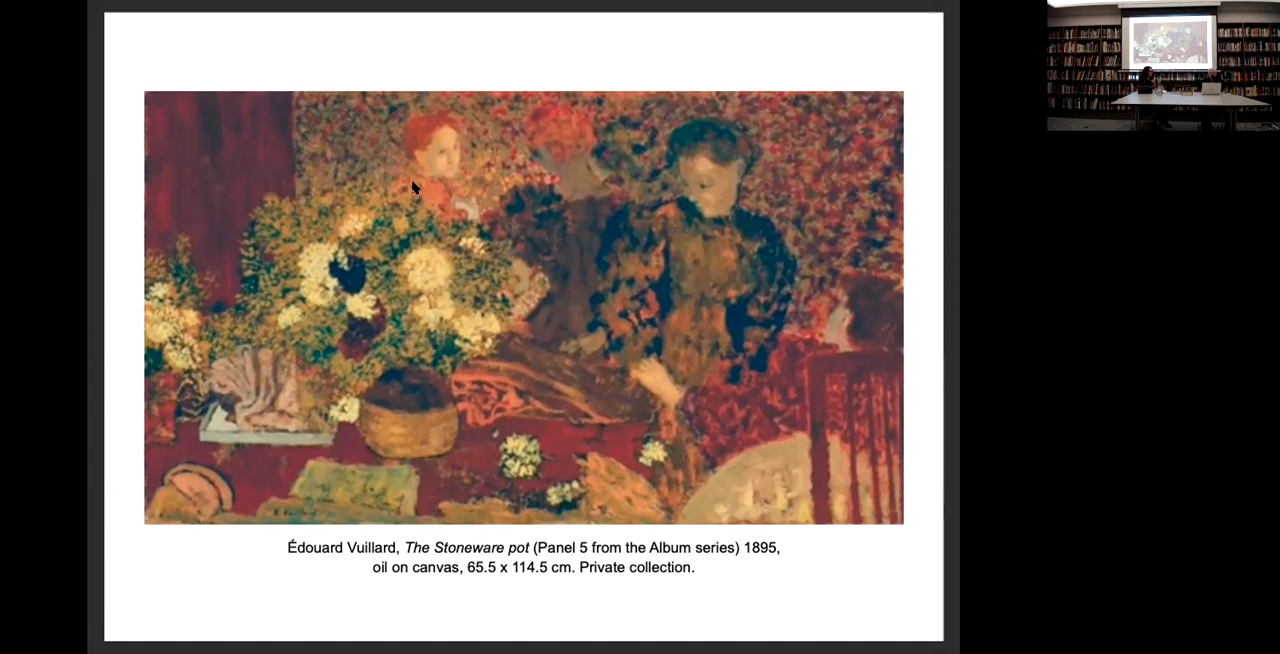 Édouard Vuillard, The Stoneware pot (Panel 5 from the Album series) 1895,
oil on canvas, 65.5 x 114.5 cm. Private collection.